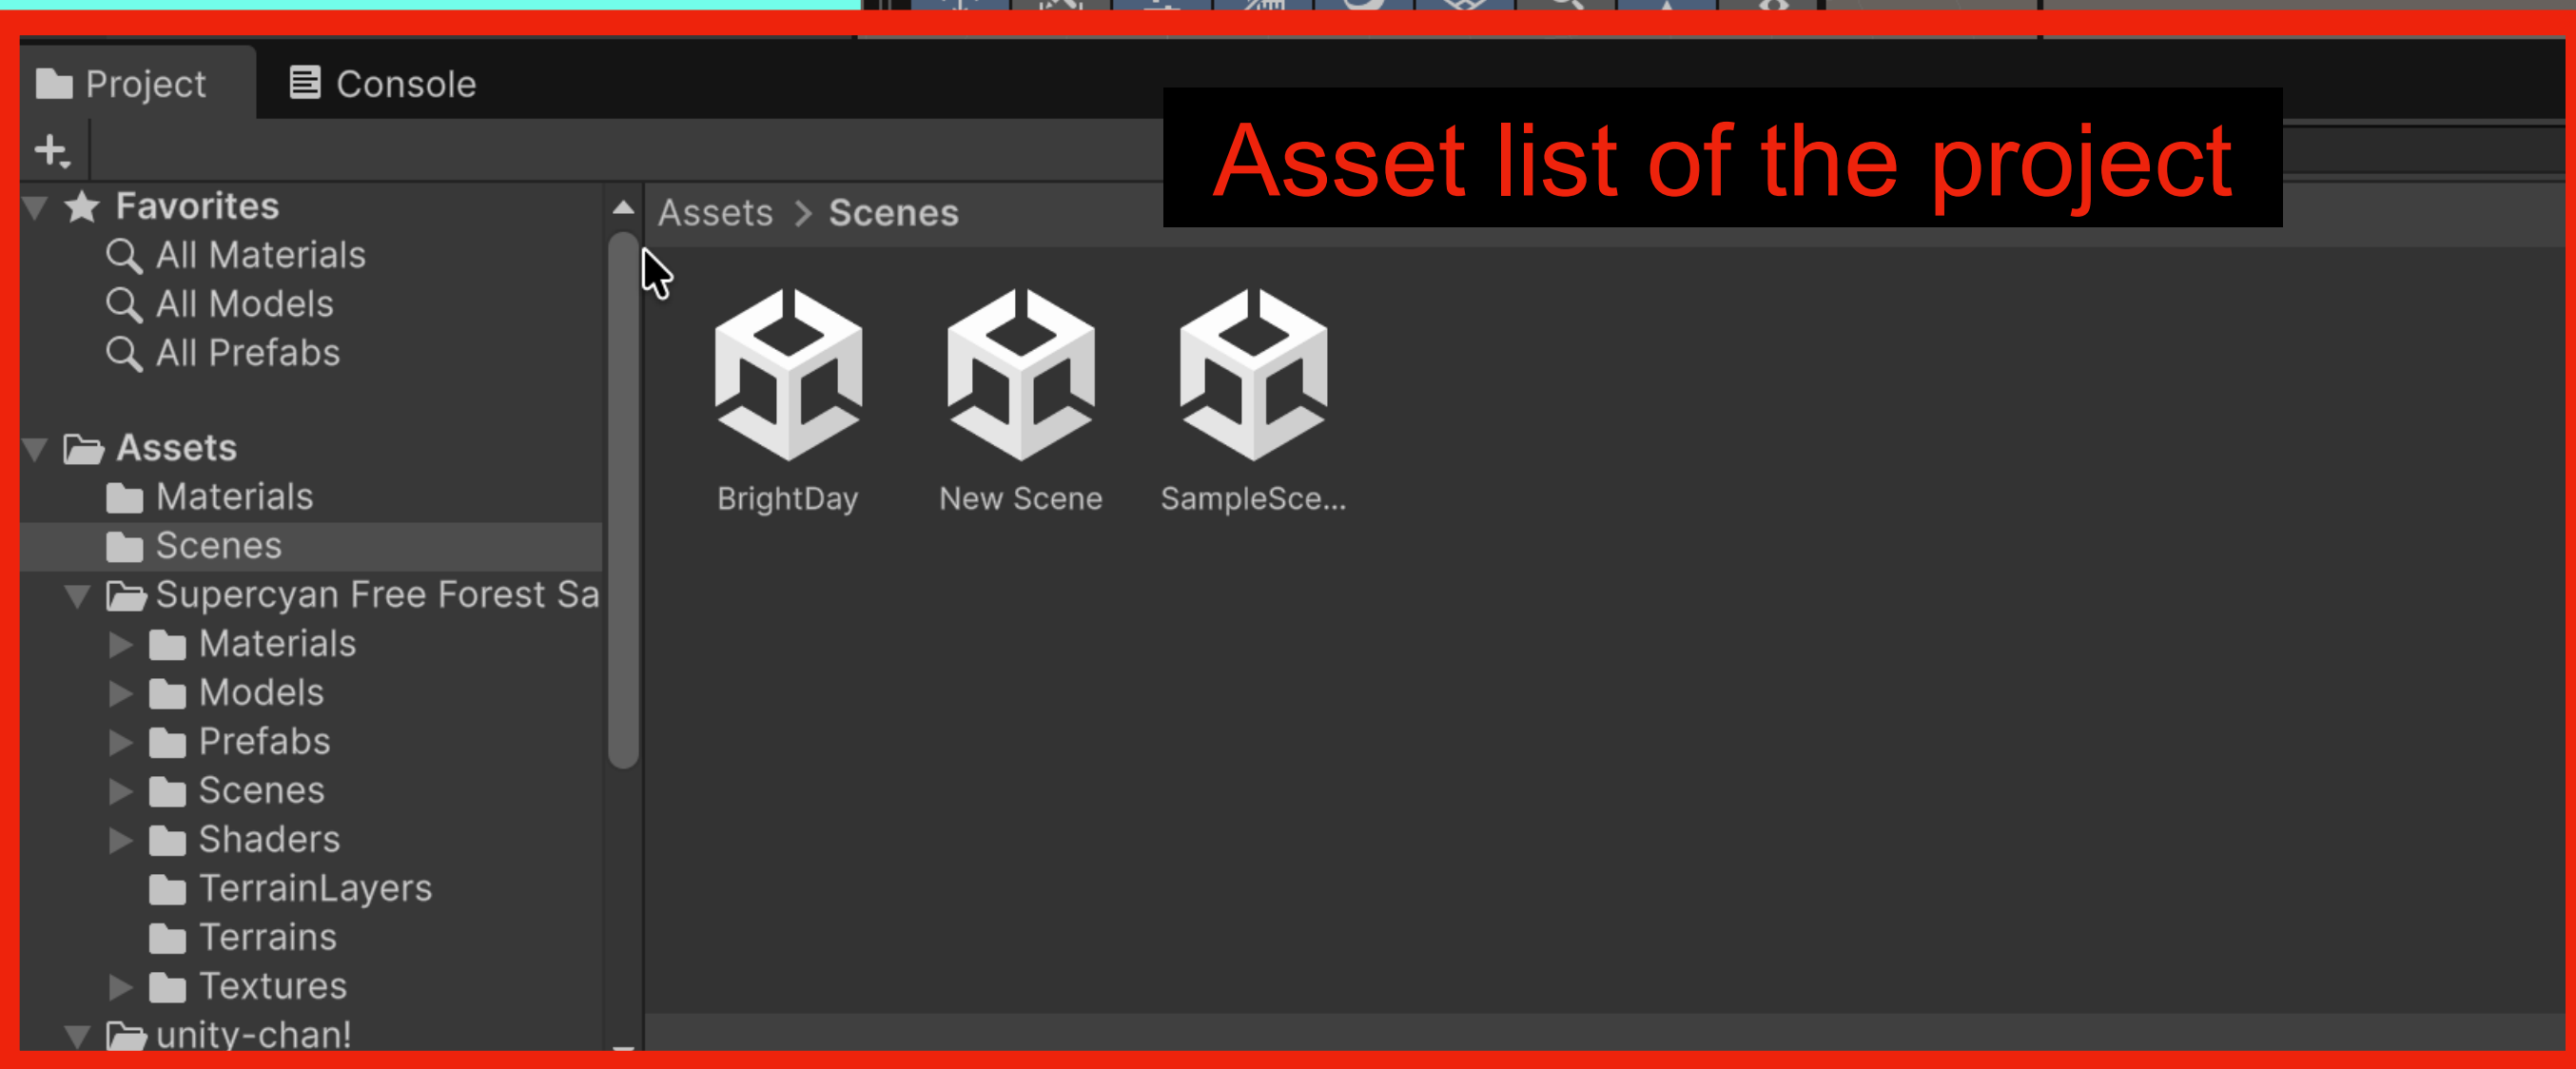 Project
Console
Asset list of the project
Favorites
All Materials
All Models
All Prefabs
Assets
Materials
Scenes
Supercyan Free Forest Sa
Materials
Models
Prefabs
Scenes
Shaders
TerrainLayers
Terrains
Textures
unity-chan!
Assets > Scenes
BrightDay
New Scene
SampleSce...